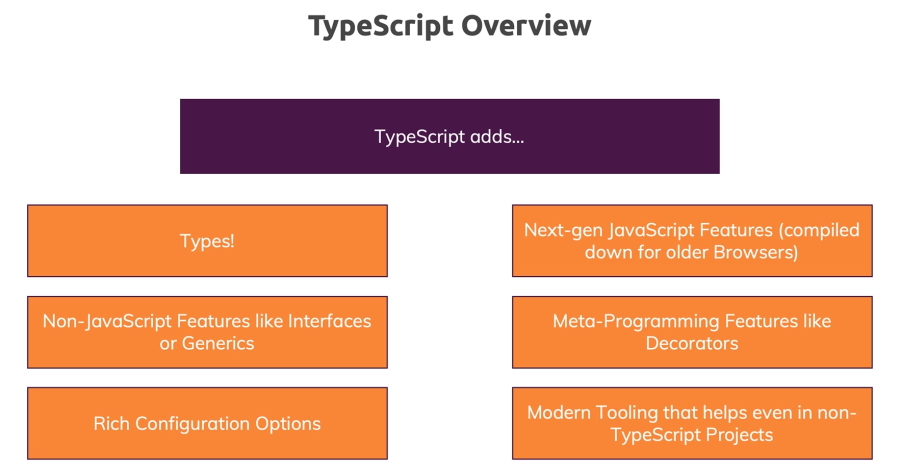 TypeScript Overview
TypeScript adds...
Types!
Next-gen JavaScript Features (compiled
down for older Browsers)
Non-JavaScript Features like Interfaces
or Generics
Meta-Programming Features like
Decorators
Rich Configuration Options
Modern Tooling that helps even in non-
TypeScript Projects